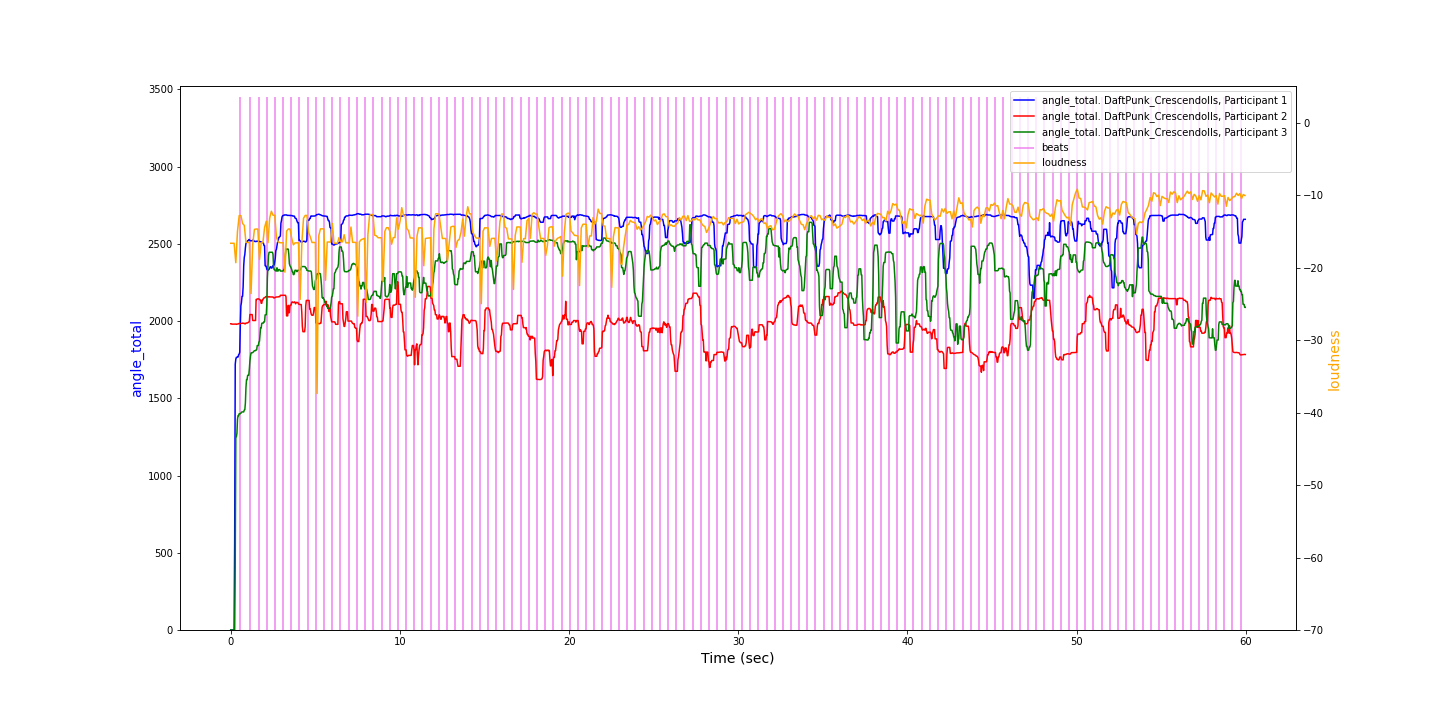 3500
3000
2500
2000
1500
1000
500
0
angle_total
angle_total. DaftPunk_Crescendolls, Participant 1
angle_total. DaftPunk_Crescendolls, Participant 2
angle_total. DaftPunk_Crescendolls, Participant 3
beats
loudness
0
−10
−20
−30
−40
−50
−60
−70
loudness
0 10 20 30 40 50 60
Time (sec)